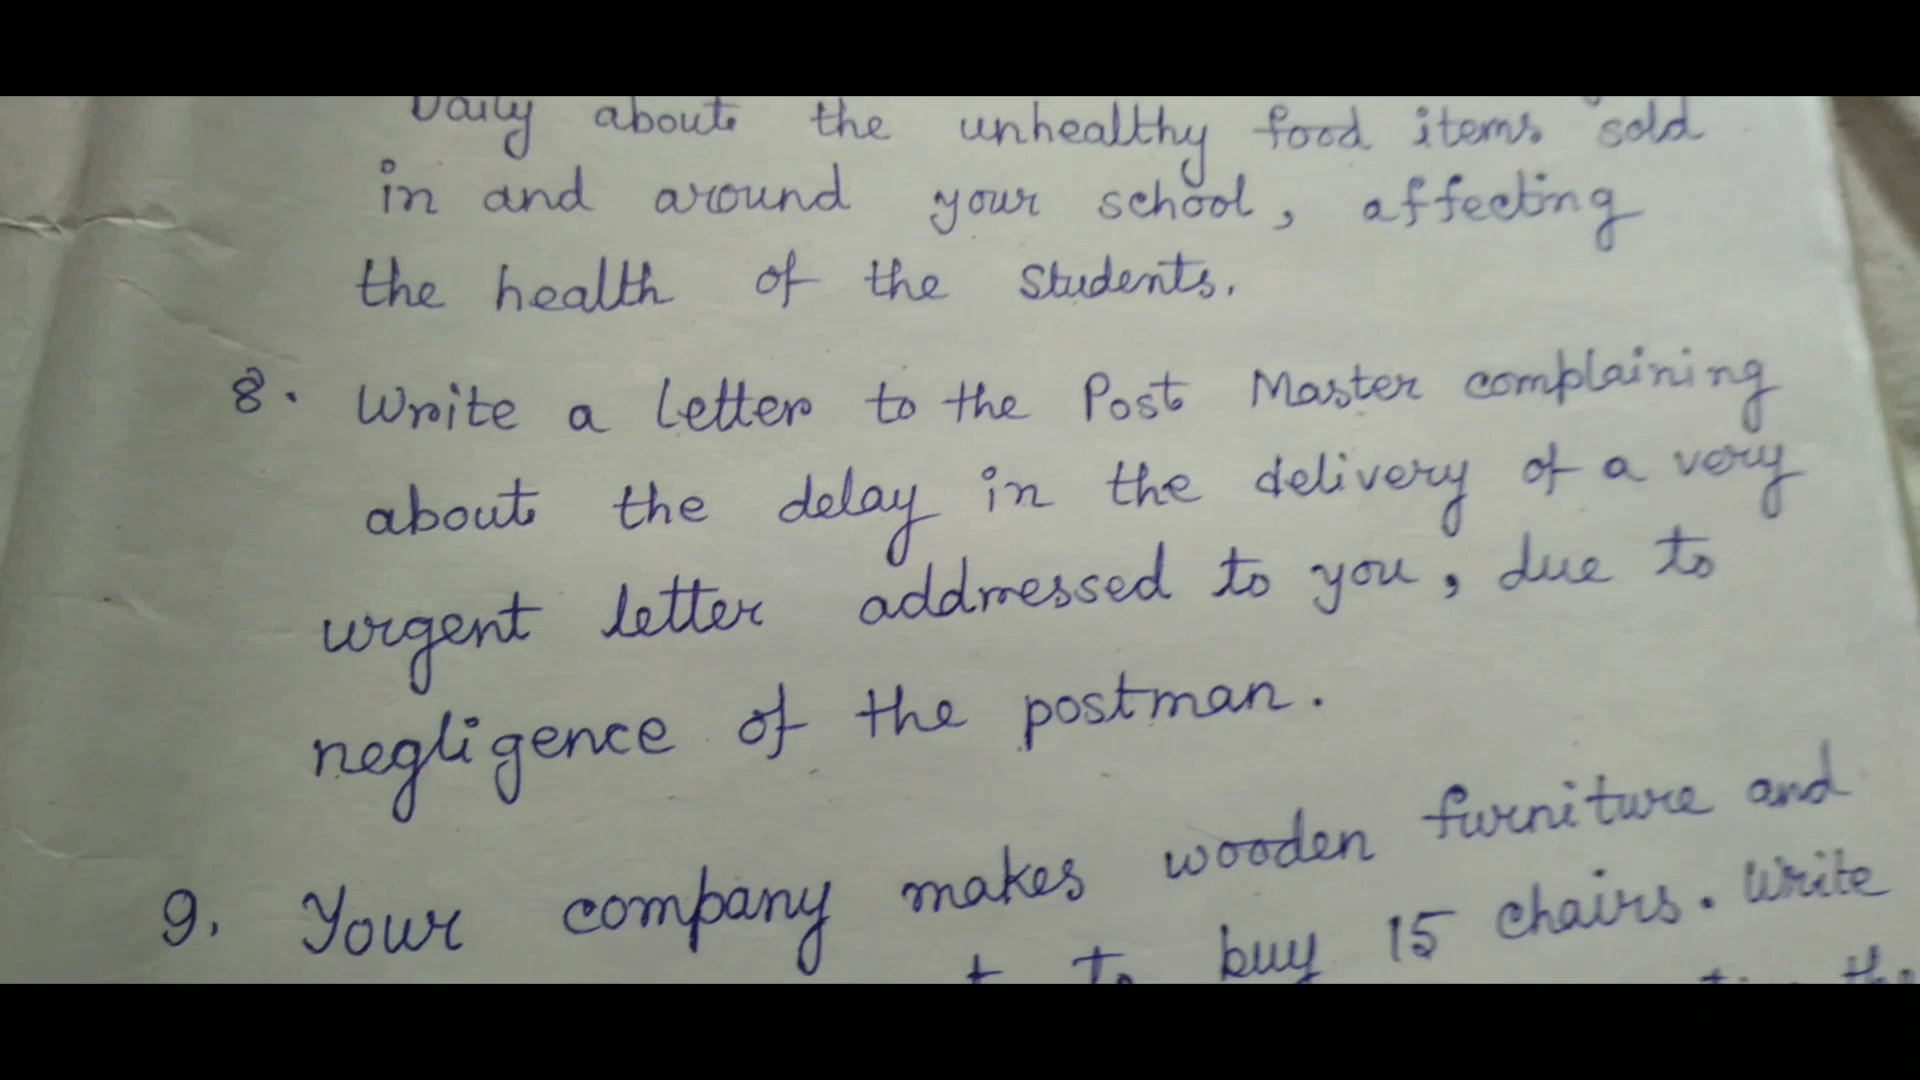 Daily about the unhealthy food items sold
in and around your school, affecting
the health of the students.
8. Write a letter to the Post Master complaining
about the delay in the delivery of a very
urgent letter addressed to you, due to
negligence of the postman.
9. Your company makes wooden furniture and
to buy 15 chairs. Write